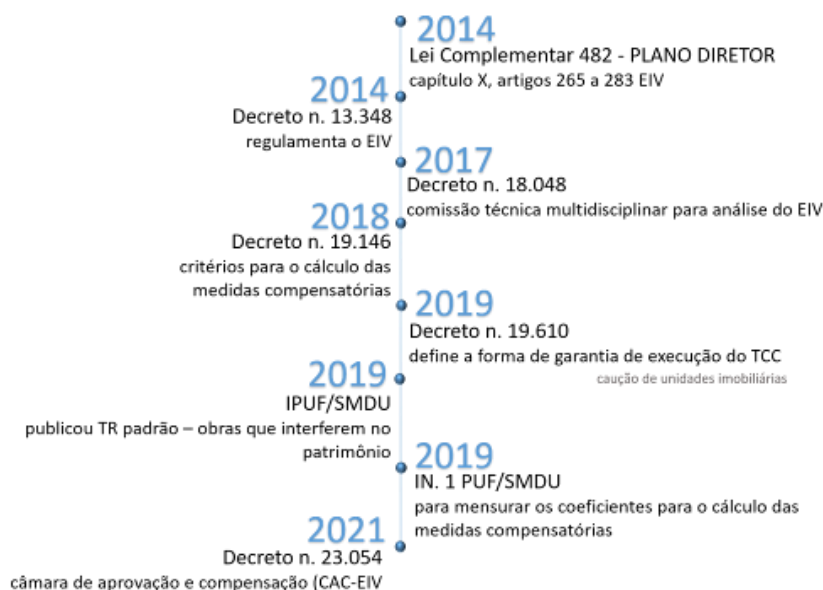 2014
Lei Complementar 482 - PLANO DIRETOR
capítulo X, artigos 265 a 283 EIV
2014
Decreto n. 13.348
regulamenta o EIV
2017
Decreto n. 18.048
comissão técnica multidisciplinar para análise do EIV
2018
Decreto n. 19.146
critérios para o cálculo das
medidas compensatórias
2019
Decreto n. 19.610
define a forma de garantia de execução do TCC
caução de unidades imobiliárias
2019
IPUF/SMDU
publicou TR padrão – obras que interferem no
patrimônio
2019
IN. 1 PUF/SMDU
para mensurar os coeficientes para o cálculo das
medidas compensatórias
2021
Decreto n. 23.054
câmara de aprovação e compensação (CAC-EIV